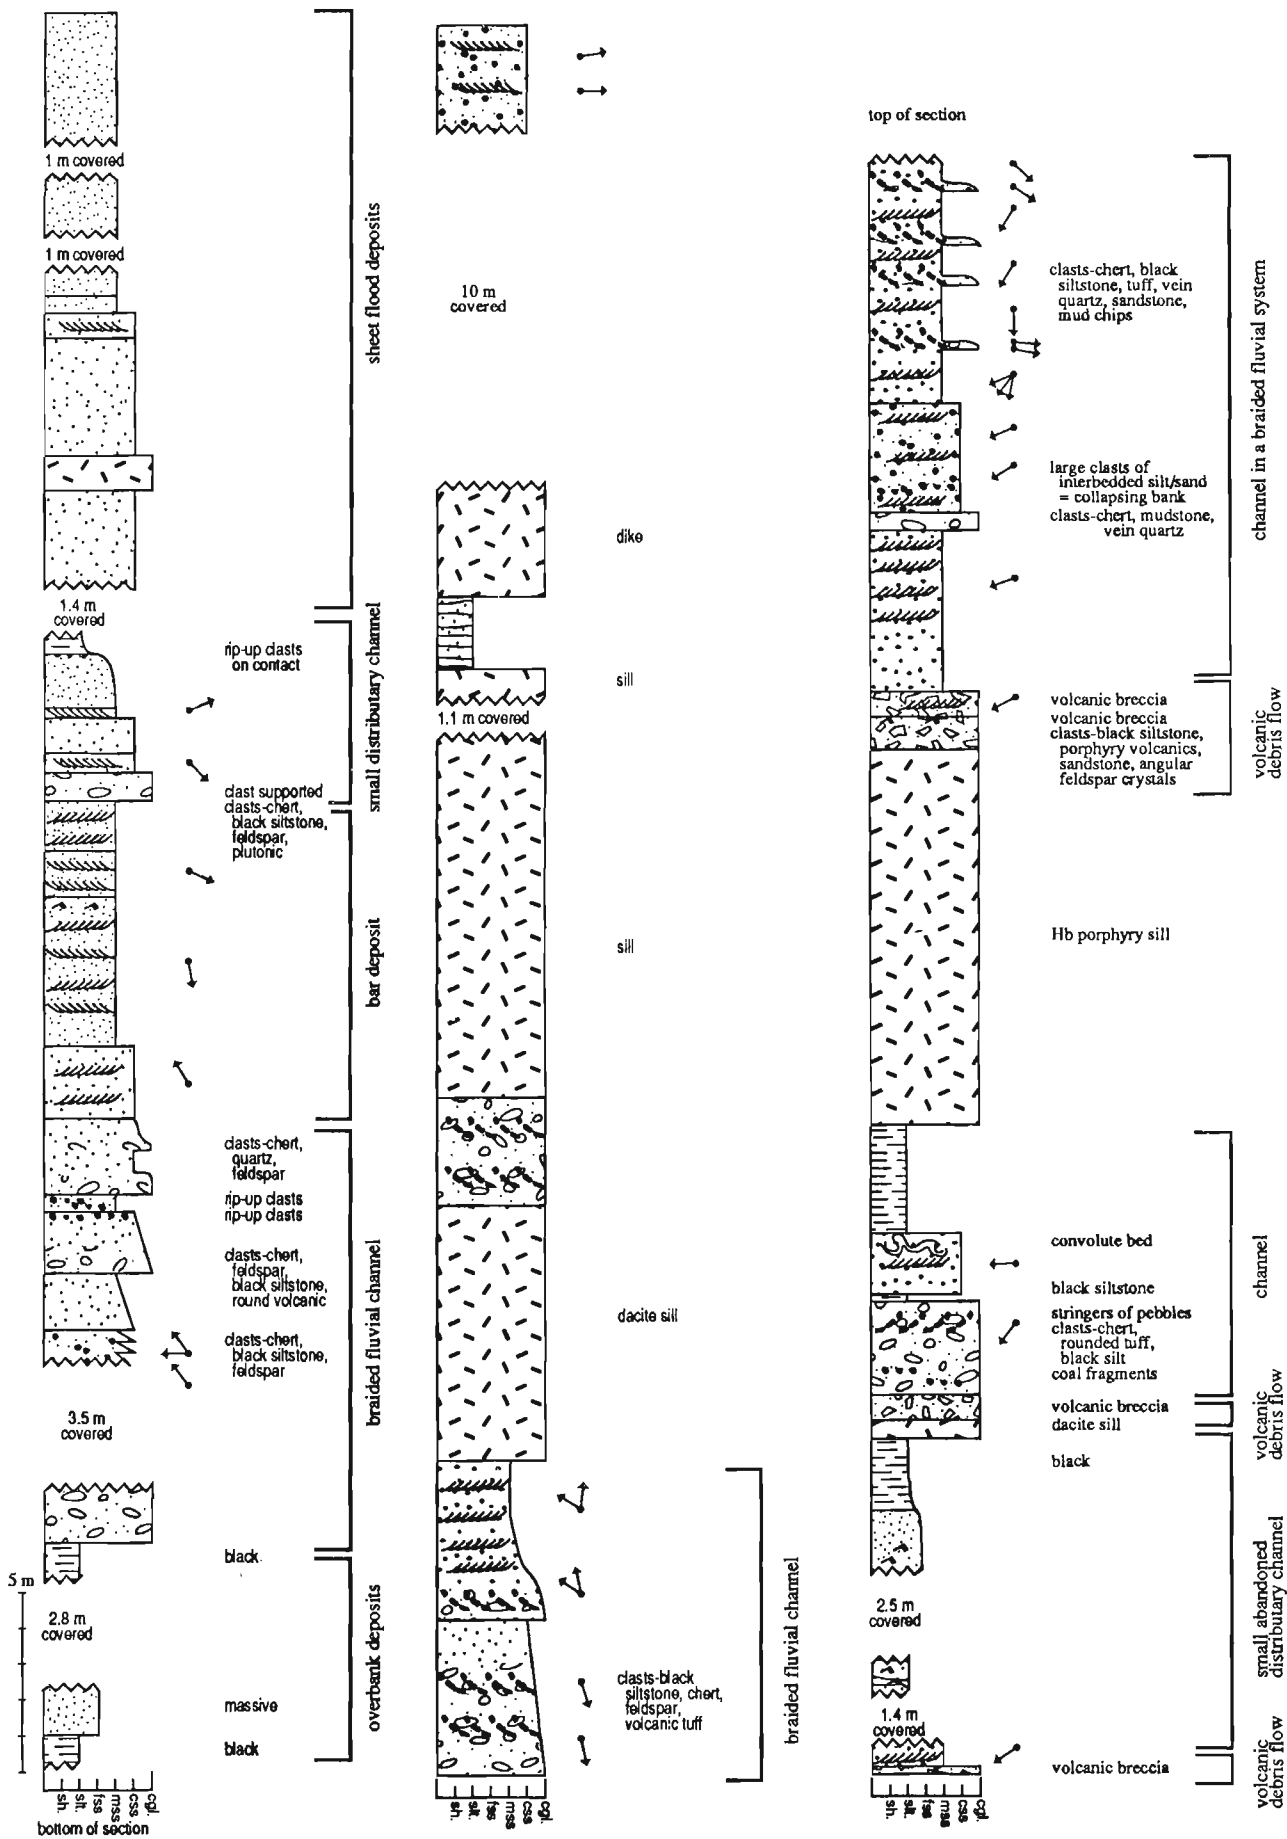 1 m covered
1 m covered
1.4 m
covered
rip-up clasts
on contact
clast supported
clasts-chert,
black siltstone,
feldspar,
plutonic
clasts-chert,
quartz,
feldspar
rip-up clasts
rip-up clasts
clasts-chert,
feldspar,
black siltstone,
round volcanic
clasts-chert,
black siltstone,
feldspar
3.5 m
covered
black
5 m
2.8 m
covered
massive
black
sh.
slt.
fss
mss
css
cgl.
bottom of section
sheet flood deposits
small distributary channel
bar deposit
braided fluvial channel
overbank deposits
10 m
covered
dike
sill
1.1 m covered
sill
dacite sill
clasts-black
siltstone, chert,
feldspar,
volcanic tuff
braided fluvial channel
sh.
slt.
fss
mss
css
cgl.
top of section
clasts-chert, black
siltstone, tuff, vein
quartz, sandstone,
mud chips
large clasts of
interbedded silt/sand
= collapsing bank
clasts-chert, mudstone,
vein quartz
channel in a braided fluvial system
volcanic breccia
volcanic breccia
clasts-black siltstone,
porphyry volcanics,
sandstone, angular
feldspar crystals
volcanic
debris flow
Hb porphyry sill
convolute bed
black siltstone
stringers of pebbles
clasts-chert,
rounded tuff,
black silt
coal fragments
channel
volcanic breccia
dacite sill
volcanic
debris flow
black
2.5 m
covered
1.4 m
covered
small abandoned
distributary channel
volcanic breccia
volcanic
debris flow
sh.
slt.
fss
mss
css
cgl.